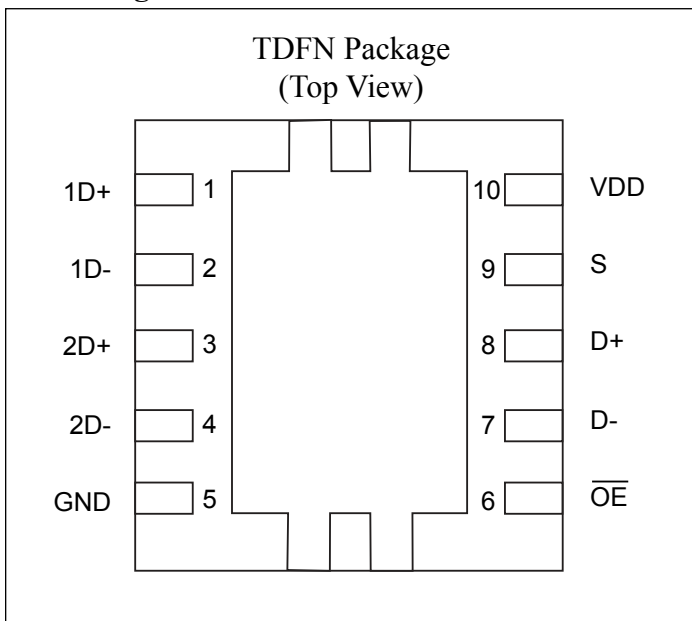 TDFN Package
(Top View)
1D+ 1 10 VDD
1D- 2 9 S
2D+ 3 8 D+
2D- 4 7 D-
GND 5 6 O̅E̅